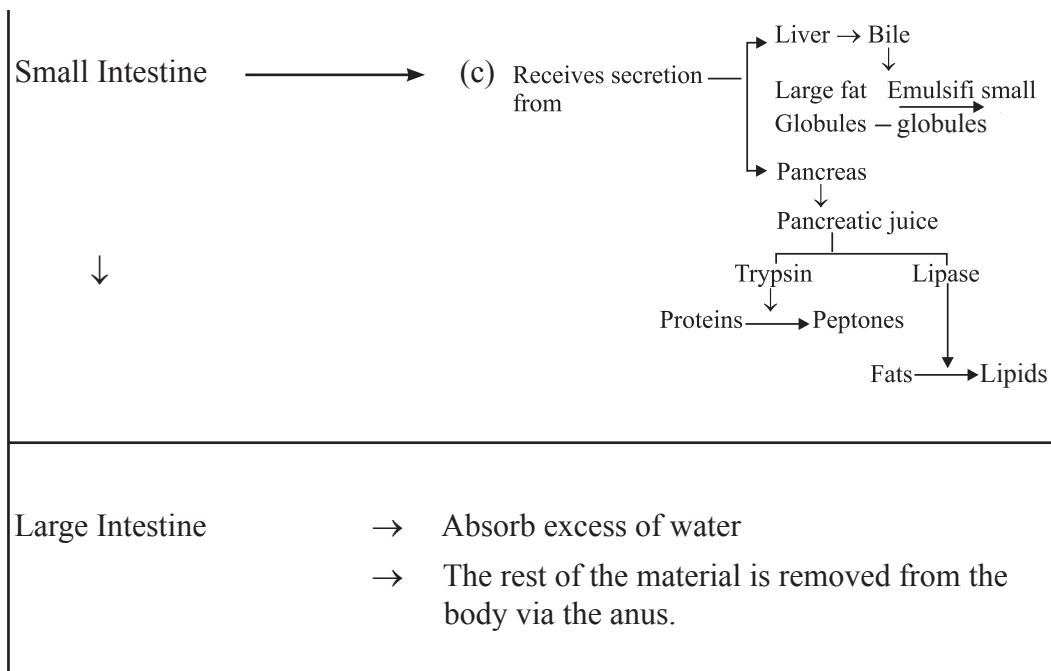 Small Intestine → (c) Receives secretion from
Liver → Bile
↓
Large fat Emulsifi small
Globules – globules
Pancreas
↓
Pancreatic juice
↓
Trypsin Lipase
↓
Proteins → Peptones
Fats → Lipids
Large Intestine → Absorb excess of water
→ The rest of the material is removed from the
body via the anus.